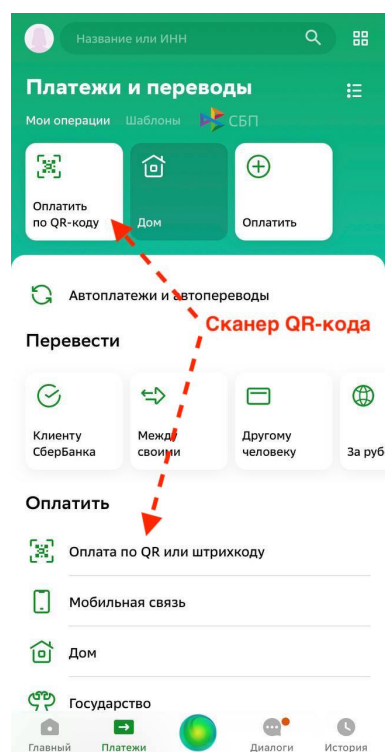 Название или ИНН
Платежи и переводы
Мои операции Шаблоны СБП
Оплатить
по QR-коду
Дом
Оплатить
Автоплатежи и автопереводы
Сканер QR-кода
Перевести
Клиенту
СберБанка
Между
своими
Другому
человеку
За руб
Оплатить
Оплата по QR или штрихкоду
Мобильная связь
Дом
Государство
Главный Платежи Диалоги История